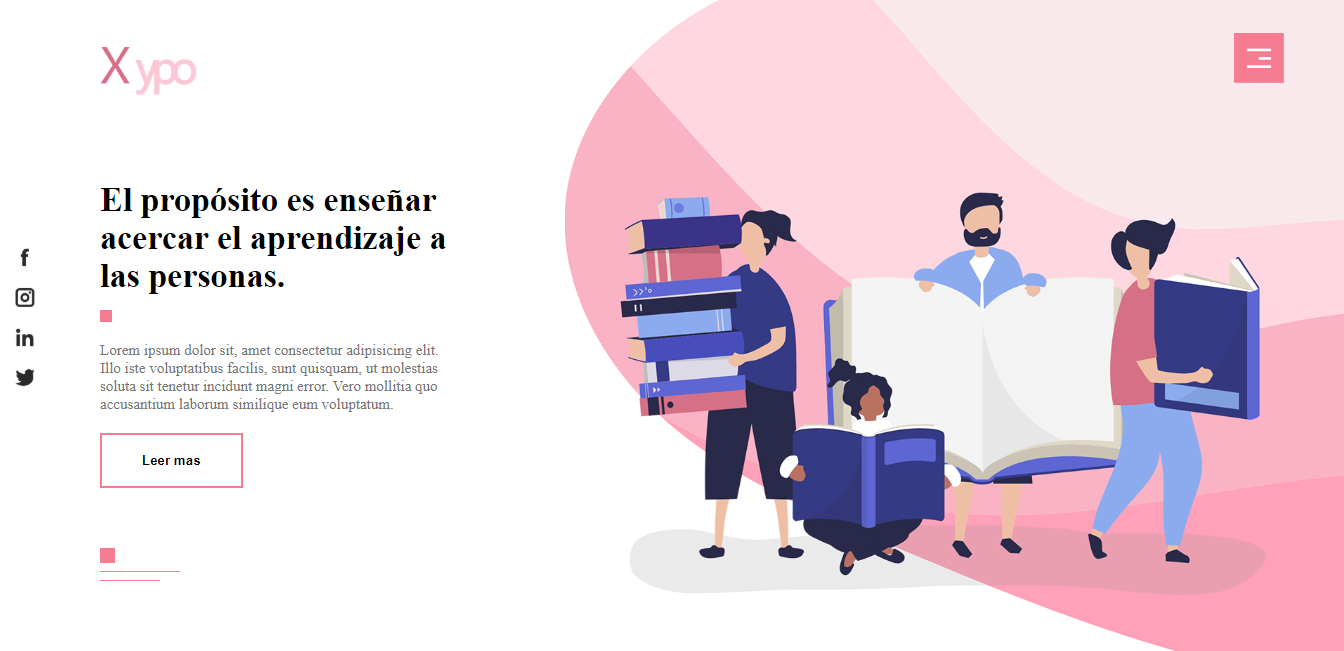 X ypo
El propósito es enseñar
acercar el aprendizaje a
las personas.
Lorem ipsum dolor sit, amet consectetur adipisicing elit.
Illo iste voluptatibus facilis, sunt quisquam, ut molestias
soluta sit tenetur incidunt magni error. Vero mollitia quo
accusantium laborum similique eum voluptatum.
Leer mas